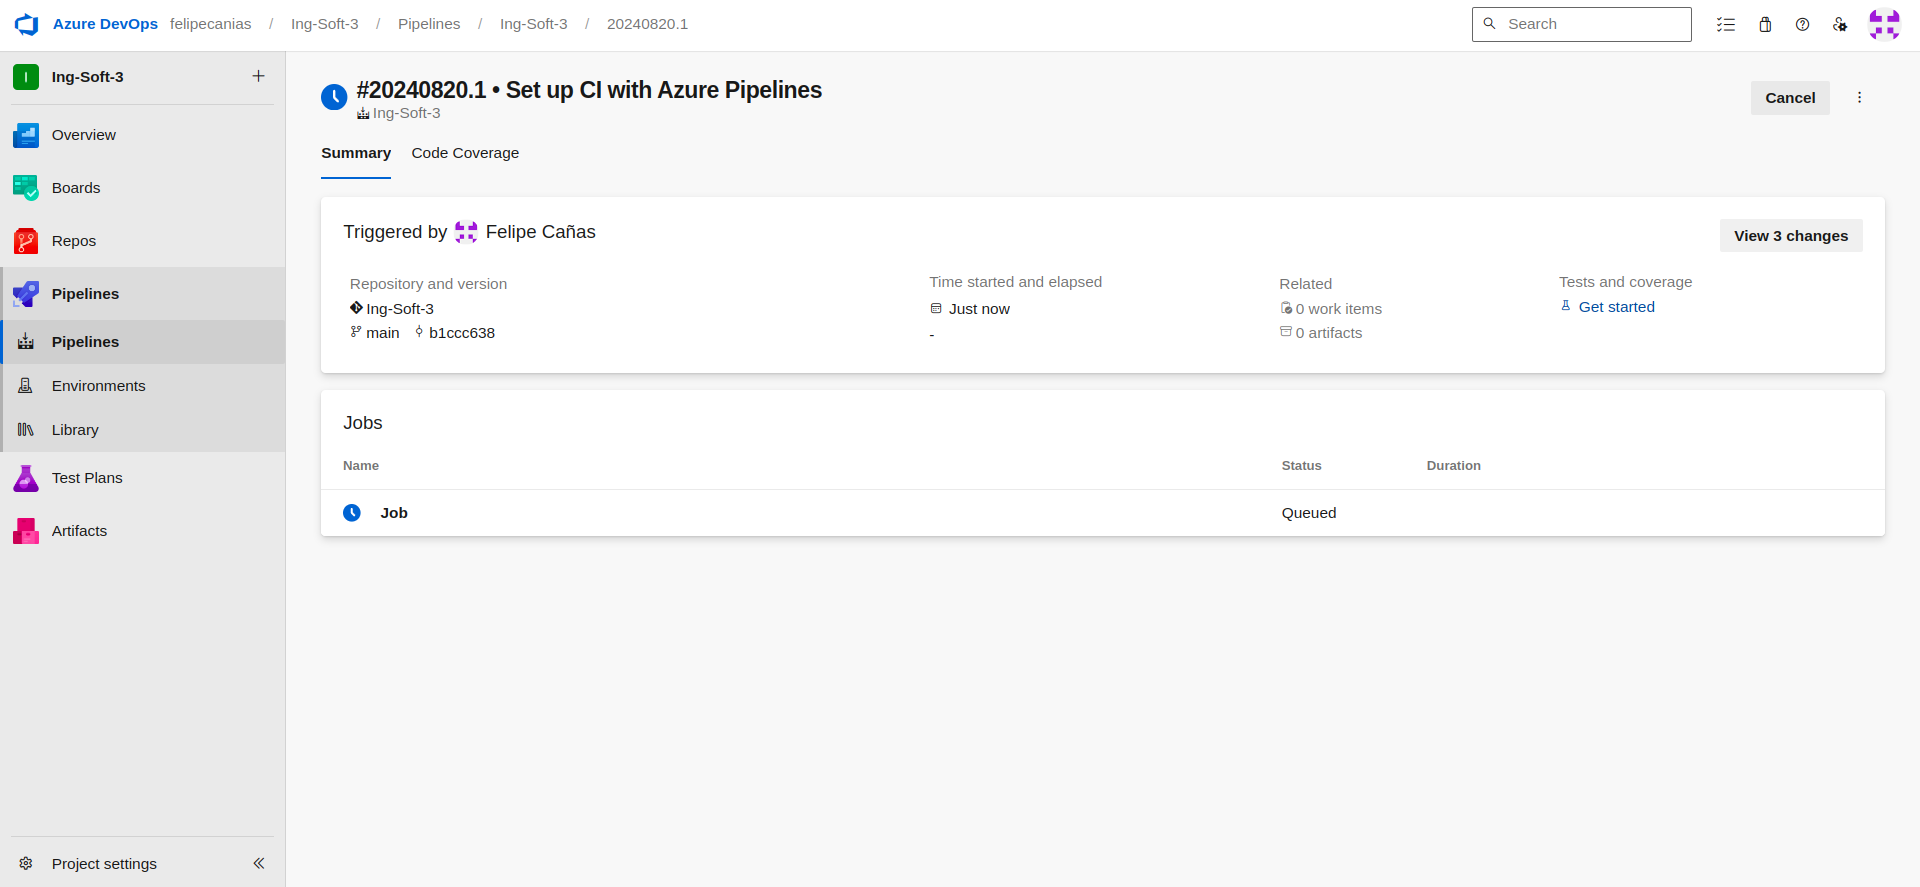 Azure DevOps felipecanias / Ing-Soft-3 / Pipelines / Ing-Soft-3 / 20240820.1
Search
I Ing-Soft-3
Overview
Boards
Repos
Pipelines
Pipelines
Environments
Library
Test Plans
Artifacts
Project settings
#20240820.1 • Set up CI with Azure Pipelines
Ing-Soft-3
Cancel
Summary Code Coverage
Triggered by Felipe Cañas
View 3 changes
Repository and version
Ing-Soft-3
main b1ccc638
Time started and elapsed
Just now
-
Related
0 work items
0 artifacts
Tests and coverage
Get started
Jobs
Name Status Duration
Job Queued